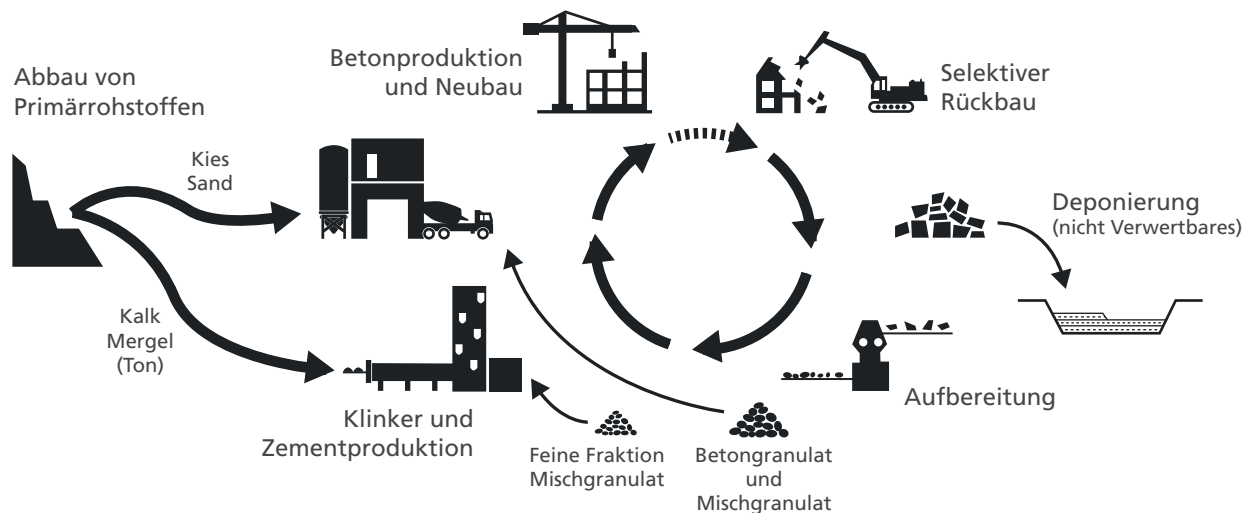 Abbau von
Primärrohstoffen
Kies
Sand
Kalk
Mergel
(Ton)
Betonproduktion
und Neubau
Selektiver
Rückbau
Deponierung
(nicht Verwertbares)
Aufbereitung
Klinker und
Zementproduktion
Feine Fraktion
Mischgranulat
Betongranulat
und
Mischgranulat